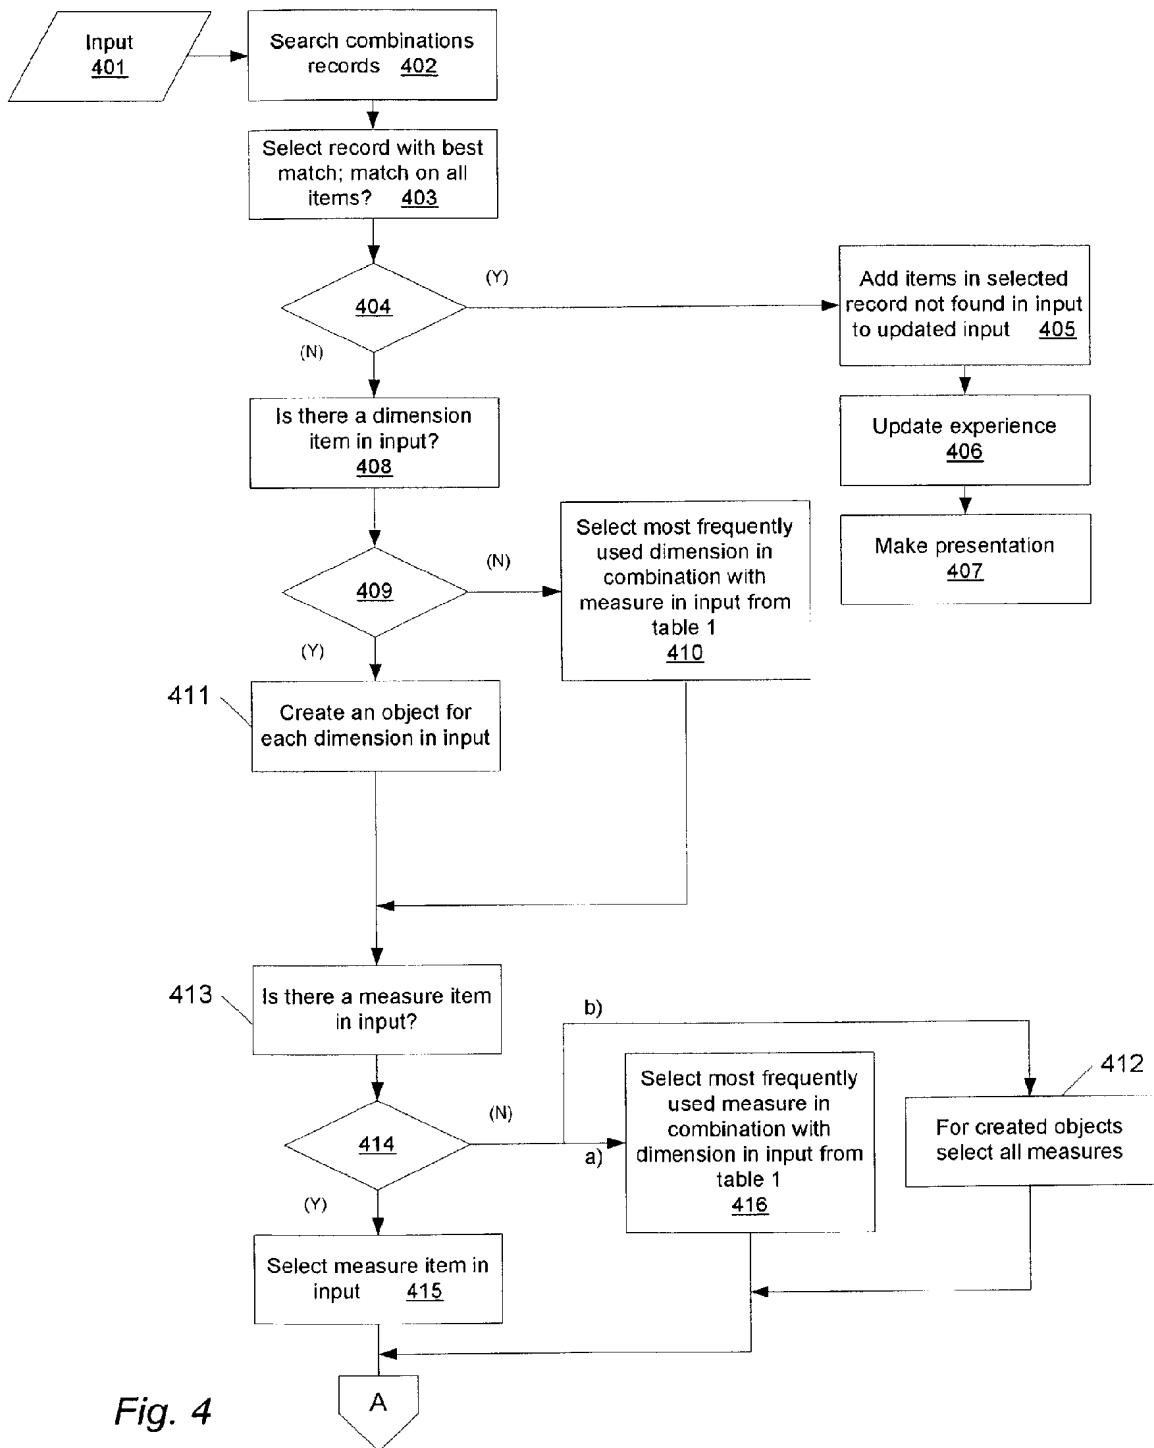 Input
401
Search combinations
records 402
Select record with best
match; match on all
items? 403
404
(Y)
(N)
Add items in selected
record not found in input
to updated input 405
Update experience
406
Make presentation
407
Is there a dimension
item in input?
408
409
(N)
(Y)
Select most frequently
used dimension in
combination with
measure in input from
table 1
410
411
Create an object for
each dimension in input
413
Is there a measure item
in input?
414
(N)
(Y)
b)
a)
Select most frequently
used measure in
combination with
dimension in input from
table 1
416
412
For created objects
select all measures
Select measure item in
input 415
A
Fig. 4